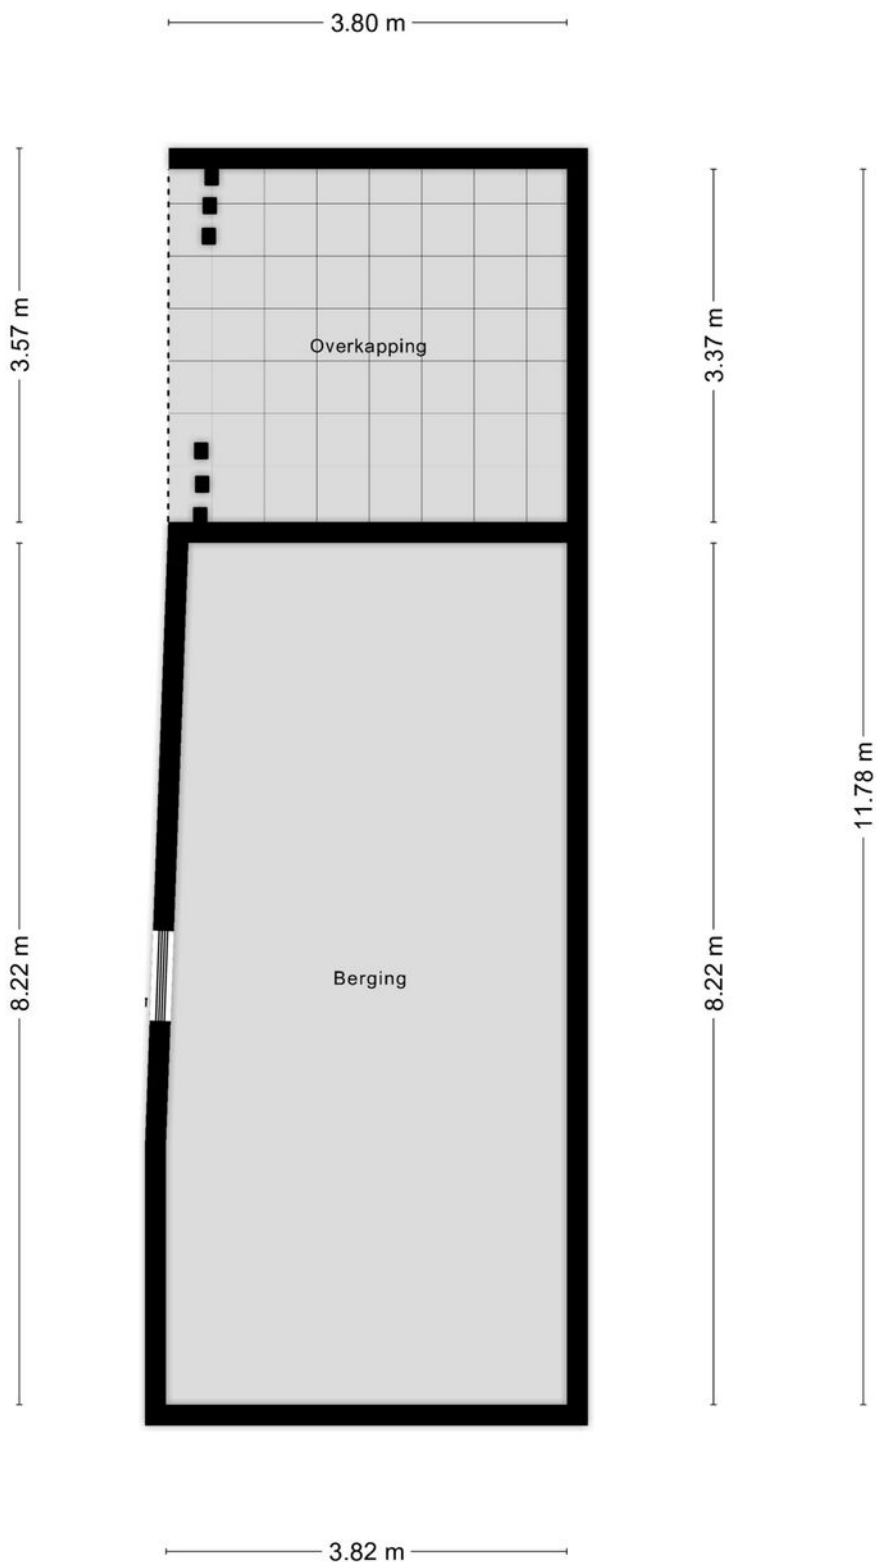 3.80 m
3.57 m
3.37 m
Overkapping
11.78 m
8.22 m
8.22 m
Berging
3.82 m